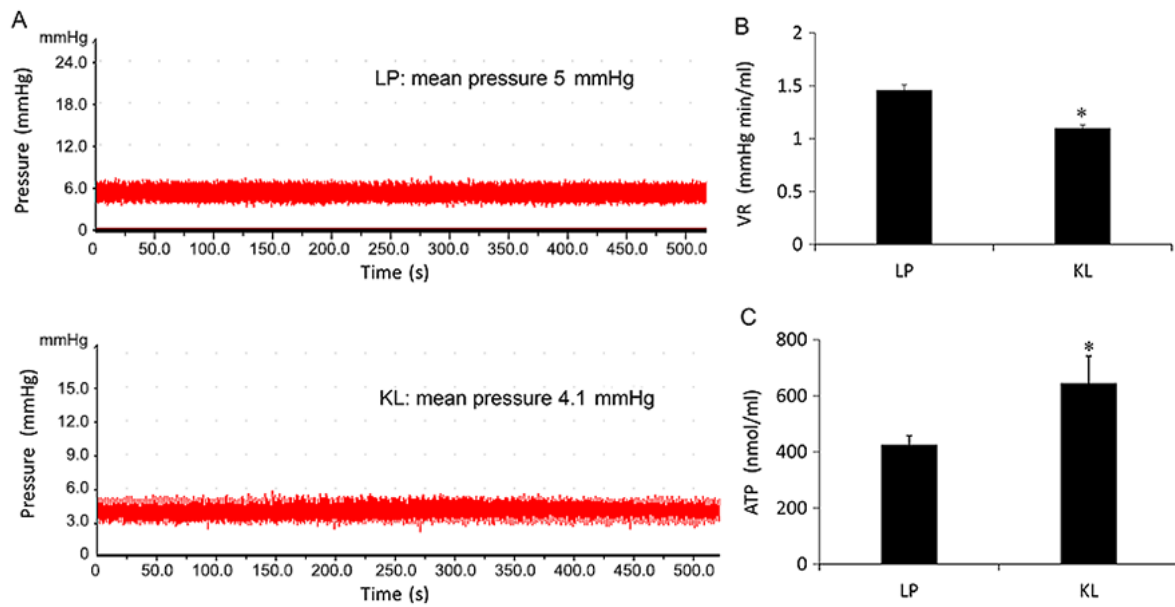 A
mmHg
24.0
18.0
12.0
6.0
0
Pressure (mmHg)
LP: mean pressure 5 mmHg
0 50.0 100.0 150.0 200.0 250.0 300.0 350.0 400.0 450.0 500.0
Time (s)
mmHg
15.0
12.0
9.0
6.0
3.0
0
Pressure (mmHg)
KL: mean pressure 4.1 mmHg
0 50.0 100.0 150.0 200.0 250.0 300.0 350.0 400.0 450.0 500.0
Time (s)
B
2
1.5
1
0.5
0
VR (mmHg min/ml)
*
LP KL
C
800
600
400
200
0
ATP (nmol/ml)
*
LP KL